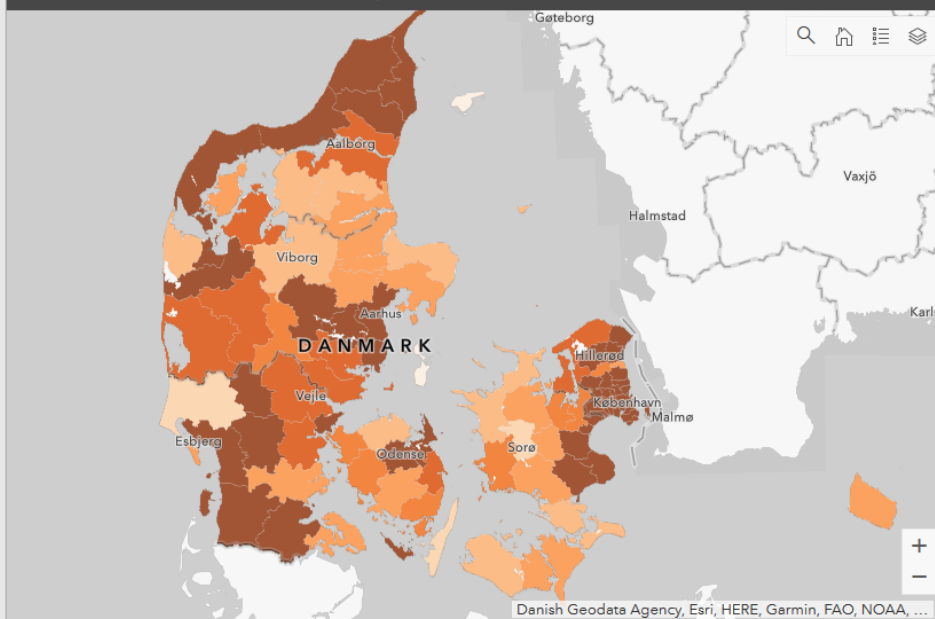 Göteborg
Aalborg
Vaxjö
Halmstad
Viborg
Aarhus
Karl
DANMARK
Hillerød
Vejle
København
Malmø
Esbjerg
Sorø
Odense
Danish Geodata Agency, Esri, HERE, Garmin, FAO, NOAA, ...